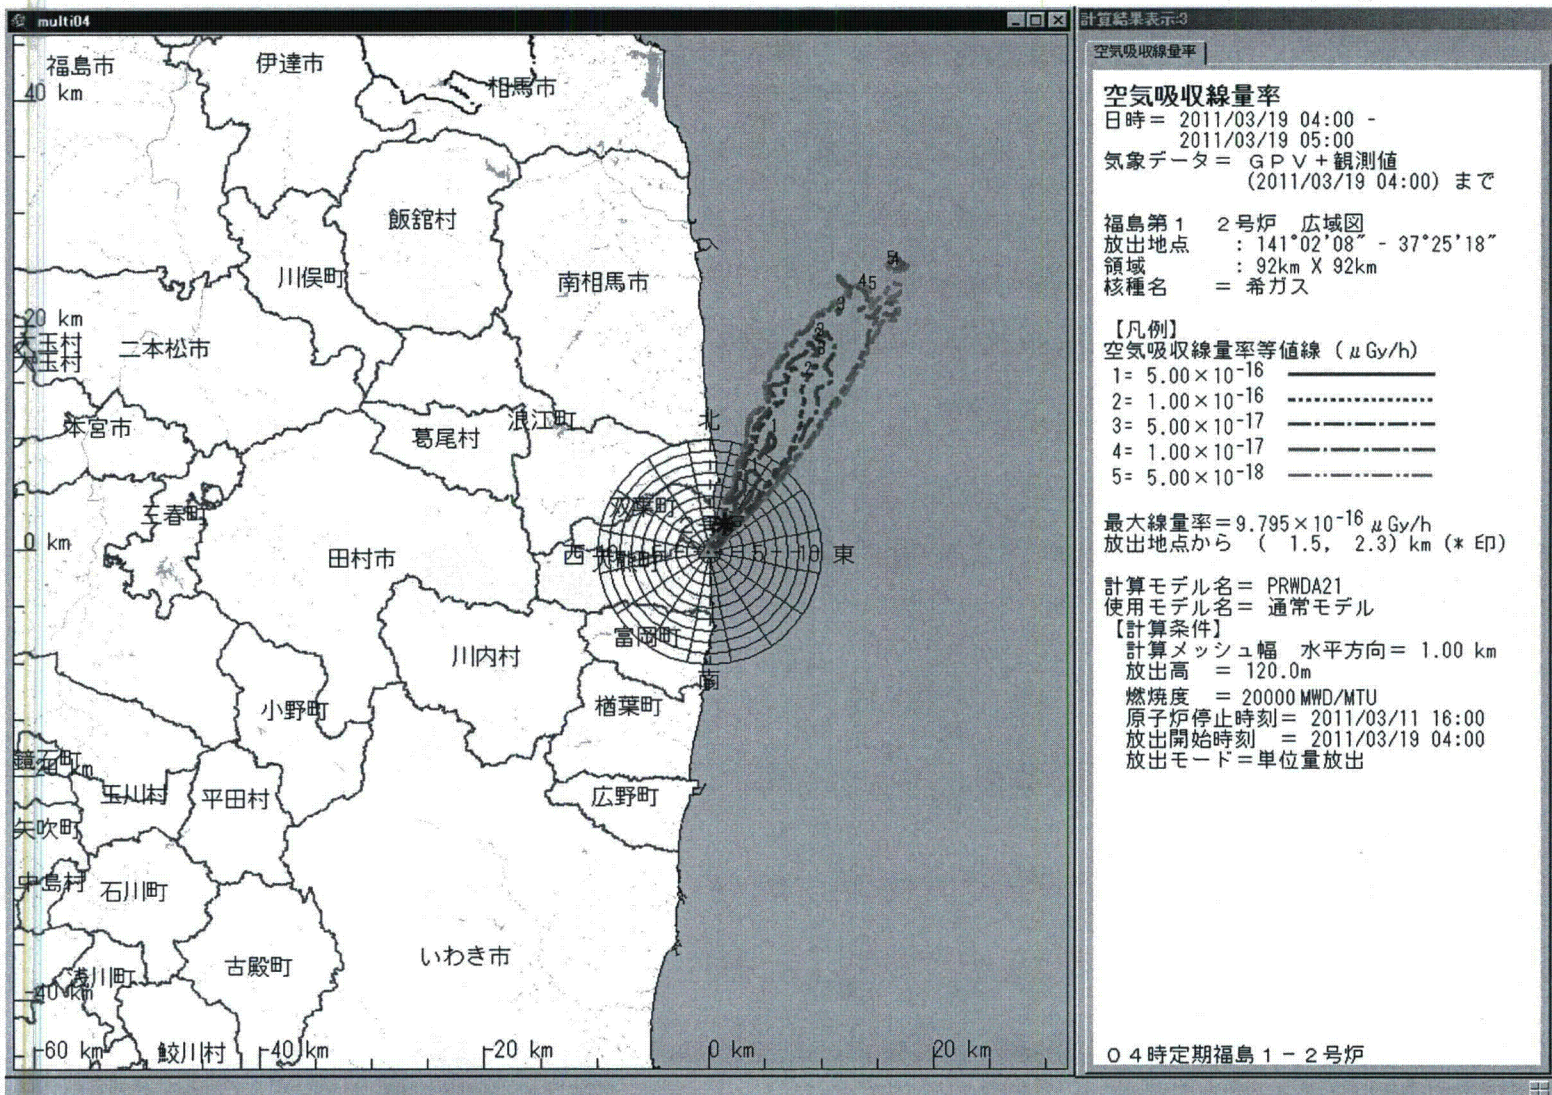 multi04
福島市
伊達市
相馬市
40 km
飯舘村
川俣町
南相馬市
20 km
大玉村
二本松市
本宮市
葛尾村
浪江町
北
三春町
双葉町
0 km
田村市
西
東
富岡町
川内村
南
小野町
楢葉町
鏡石町
玉川村
平田村
広野町
矢吹町
中島村
石川町
いわき市
古殿町
浅川町
-40 km
鮫川村
-60 km
-40 km
-20 km
0 km
20 km
計算結果表示:3
空気吸収線量率
空気吸収線量率
日時= 2011/03/19 04:00 -
2011/03/19 05:00
気象データ= GPV+観測値
(2011/03/19 04:00) まで
福島第1 2号炉 広域図
放出地点 : 141°02'08" - 37°25'18"
領域 : 92km X 92km
核種名 = 希ガス
【凡例】
空気吸収線量率等値線 (μGy/h)
1= 5.00×10⁻¹⁶
2= 1.00×10⁻¹⁶
3= 5.00×10⁻¹⁷
4= 1.00×10⁻¹⁷
5= 5.00×10⁻¹⁸
最大線量率=9.795×10⁻¹⁶ μGy/h
放出地点から ( 1.5, 2.3) km (* 印)
計算モデル名= PRWDA21
使用モデル名= 通常モデル
【計算条件】
計算メッシュ幅 水平方向= 1.00 km
放出高 = 120.0m
燃焼度 = 20000MWD/MTU
原子炉停止時刻= 2011/03/11 16:00
放出開始時刻 = 2011/03/19 04:00
放出モード=単位量放出
04時定期福島1-2号炉